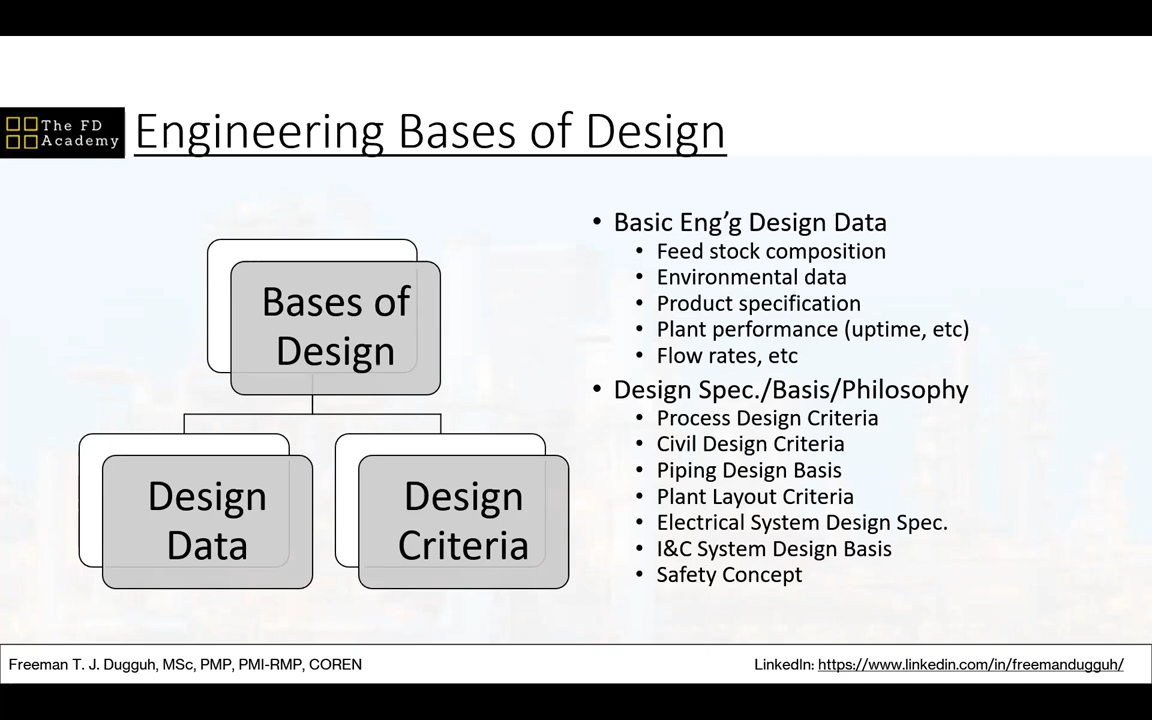 The FD
Academy
Engineering Bases of Design
Bases of
Design
Design
Data
Design
Criteria
• Basic Eng’g Design Data
• Feed stock composition
• Environmental data
• Product specification
• Plant performance (uptime, etc)
• Flow rates, etc
• Design Spec./Basis/Philosophy
• Process Design Criteria
• Civil Design Criteria
• Piping Design Basis
• Plant Layout Criteria
• Electrical System Design Spec.
• I&C System Design Basis
• Safety Concept
Freeman T. J. Dugguh, MSc, PMP, PMI-RMP, COREN
LinkedIn: https://www.linkedin.com/in/freemandugguh/